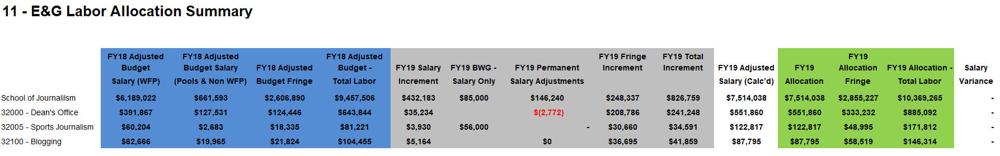 11 - E&G Labor Allocation Summary
FY18 Adjusted Budget Salary (WFP) FY18 Adjusted Budget Salary (Pools & Non WFP) FY18 Adjusted Budget Fringe FY18 Adjusted Budget - Total Labor FY19 Salary Increment FY19 BWG - Salary Only FY19 Permanent Salary Adjustments FY19 Fringe Increment FY19 Total Increment FY19 Adjusted Salary (Calc'd) FY19 Allocation FY19 Allocation Fringe FY19 Allocation - Total Labor Salary Variance
School of Journalilsm $6,189,022 $661,593 $2,606,890 $9,457,506 $432,183 $85,000 $146,240 $248,337 $826,759 $7,514,038 $7,514,038 $2,855,227 $10,369,265 -
32000 - Dean's Office $391,867 $127,531 $124,446 $643,844 $35,234 $(2,772) $208,786 $241,248 $551,860 $551,860 $333,232 $885,092 -
32005 - Sports Journalism $60,204 $2,683 $18,335 $81,221 $3,930 $56,000 - $30,660 $34,591 $122,817 $122,817 $48,995 $171,812 -
32100 - Blogging $62,666 $19,965 $21,824 $104,455 $5,164 $0 $36,695 $41,859 $87,795 $87,795 $58,519 $146,314 -